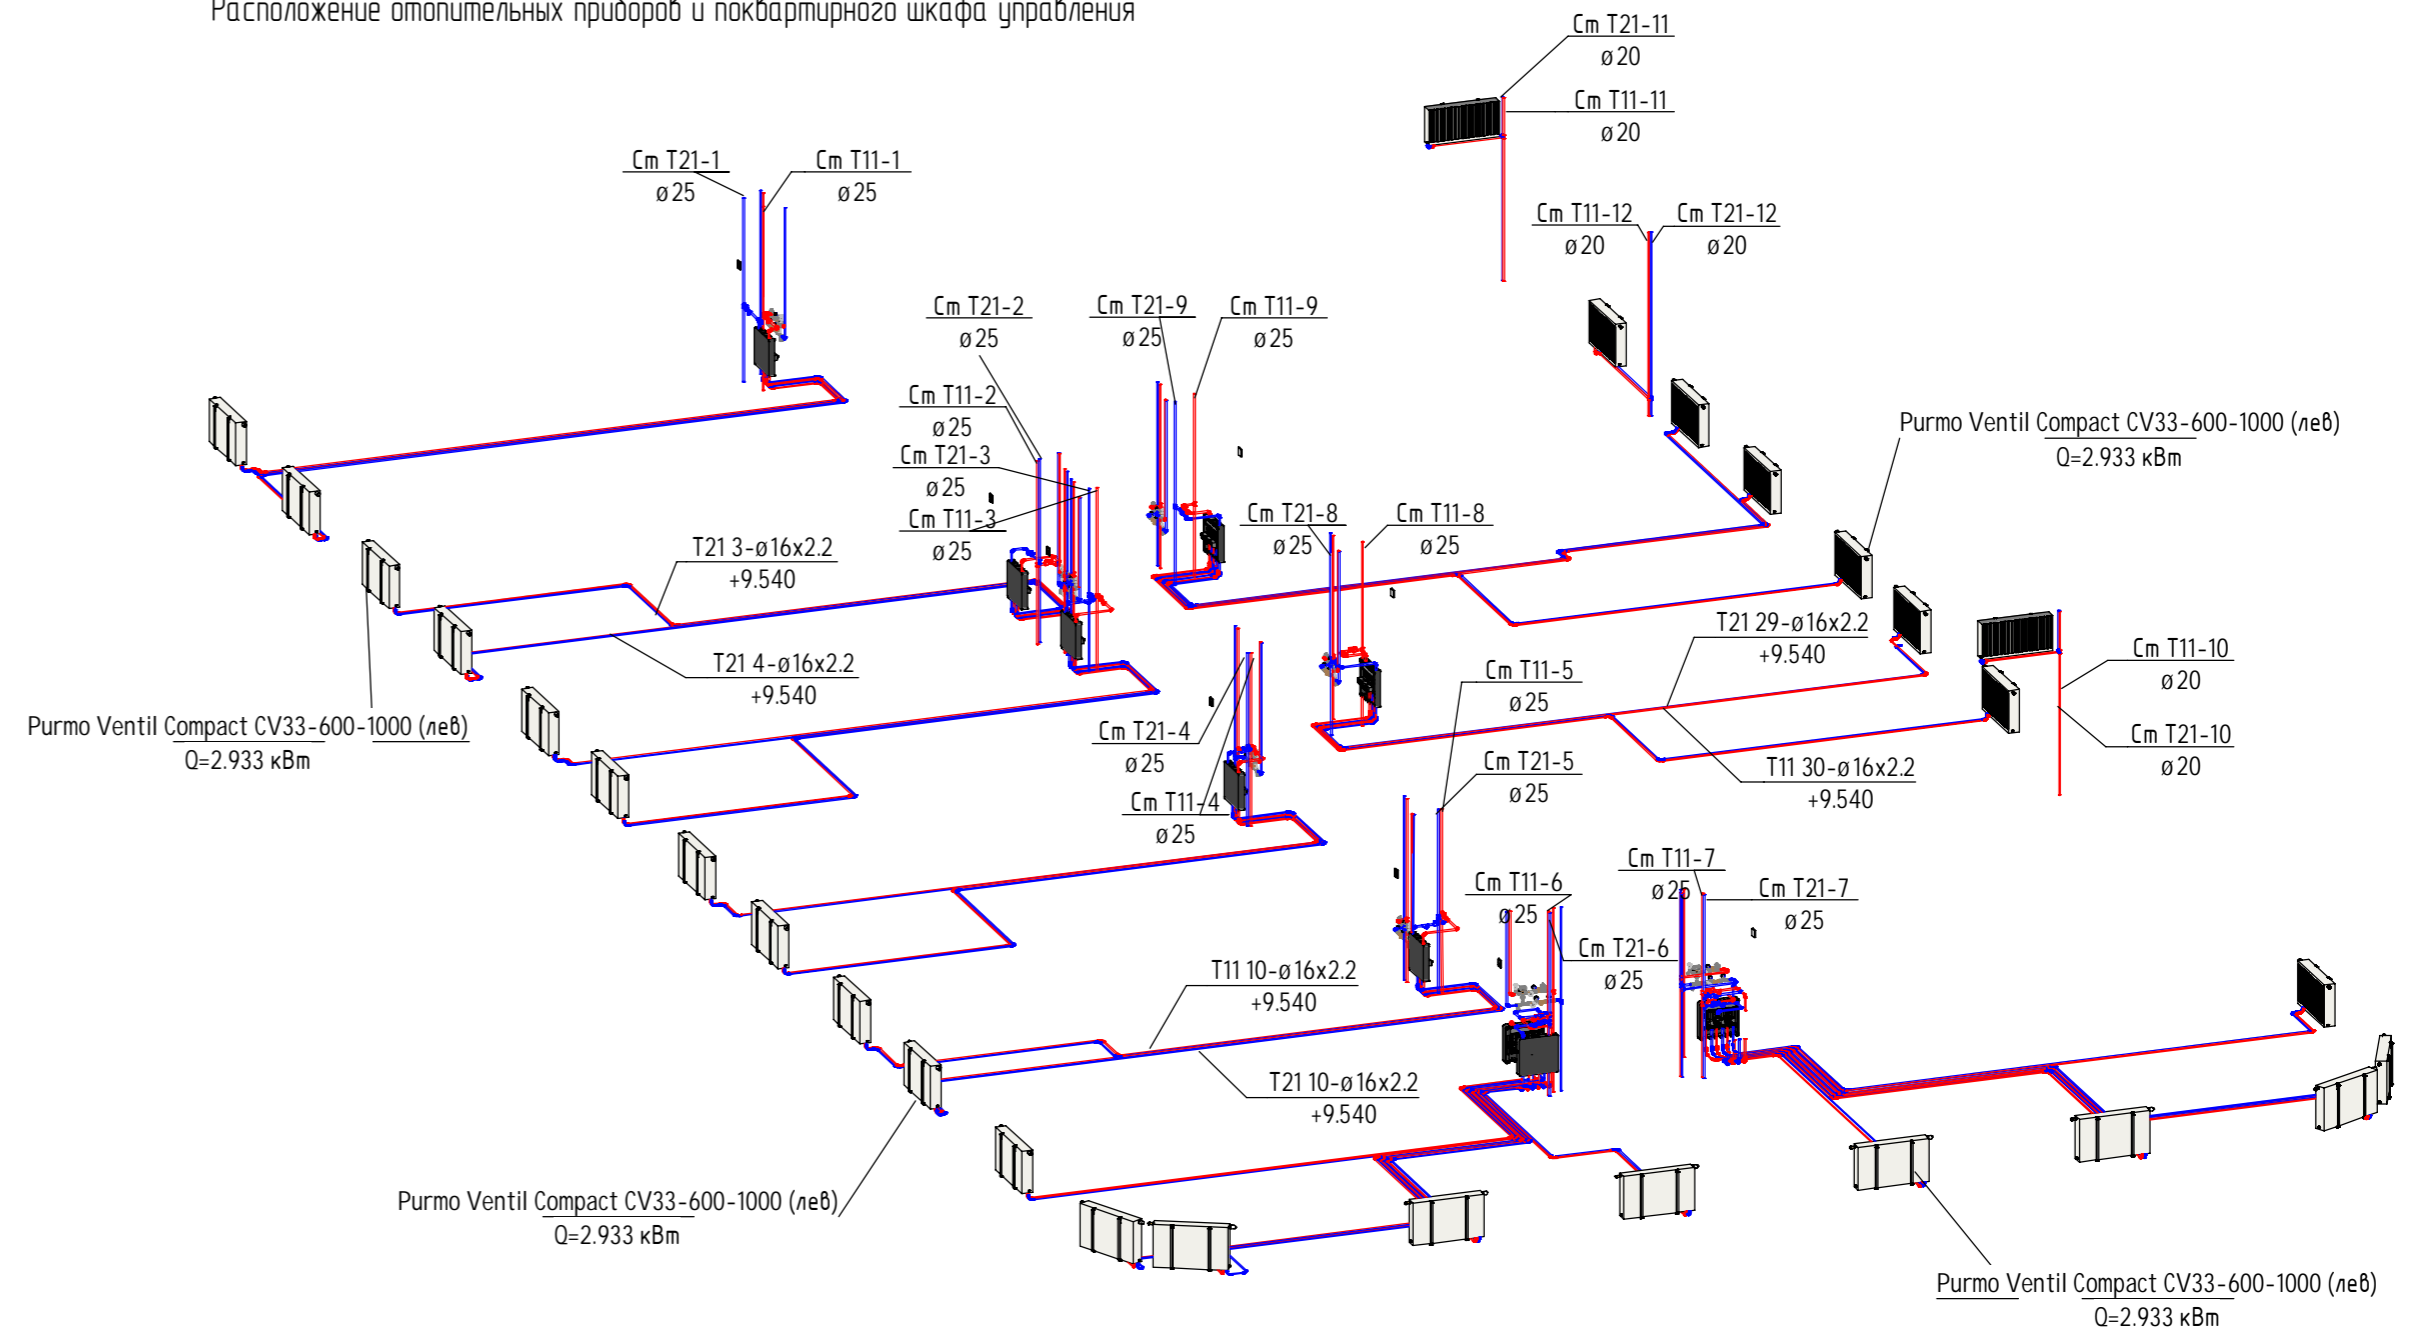 Расположение отопительных приборов и поквартирного шкафа управления
Ст Т21-11
ø20
Ст Т11-11
ø20
Ст Т21-1
ø25
Ст Т11-1
ø25
Ст Т11-12
ø20
Ст Т21-12
ø20
Ст Т21-2
ø25
Ст Т21-9
ø25
Ст Т11-9
ø25
Ст Т11-2
ø25
Ст Т21-3
ø25
Ст Т11-3
ø25
Purmo Ventil Compact CV33-600-1000 (лев)
Q=2.933 кВт
Ст Т21-8
ø25
Ст Т11-8
ø25
Т21 3-ø16x2.2
+9.540
Т21 4-ø16x2.2
+9.540
Т21 29-ø16x2.2
+9.540
Ст Т11-10
ø20
Ст Т21-10
ø20
Ст Т11-5
ø25
Purmo Ventil Compact CV33-600-1000 (лев)
Q=2.933 кВт
Ст Т21-4
ø25
Ст Т21-5
ø25
Т11 30-ø16x2.2
+9.540
Ст Т11-4
ø25
Ст Т11-7
ø25
Ст Т11-6
ø25
Ст Т21-7
ø25
Ст Т21-6
ø25
Т11 10-ø16x2.2
+9.540
Т21 10-ø16x2.2
+9.540
Purmo Ventil Compact CV33-600-1000 (лев)
Q=2.933 кВт
Purmo Ventil Compact CV33-600-1000 (лев)
Q=2.933 кВт